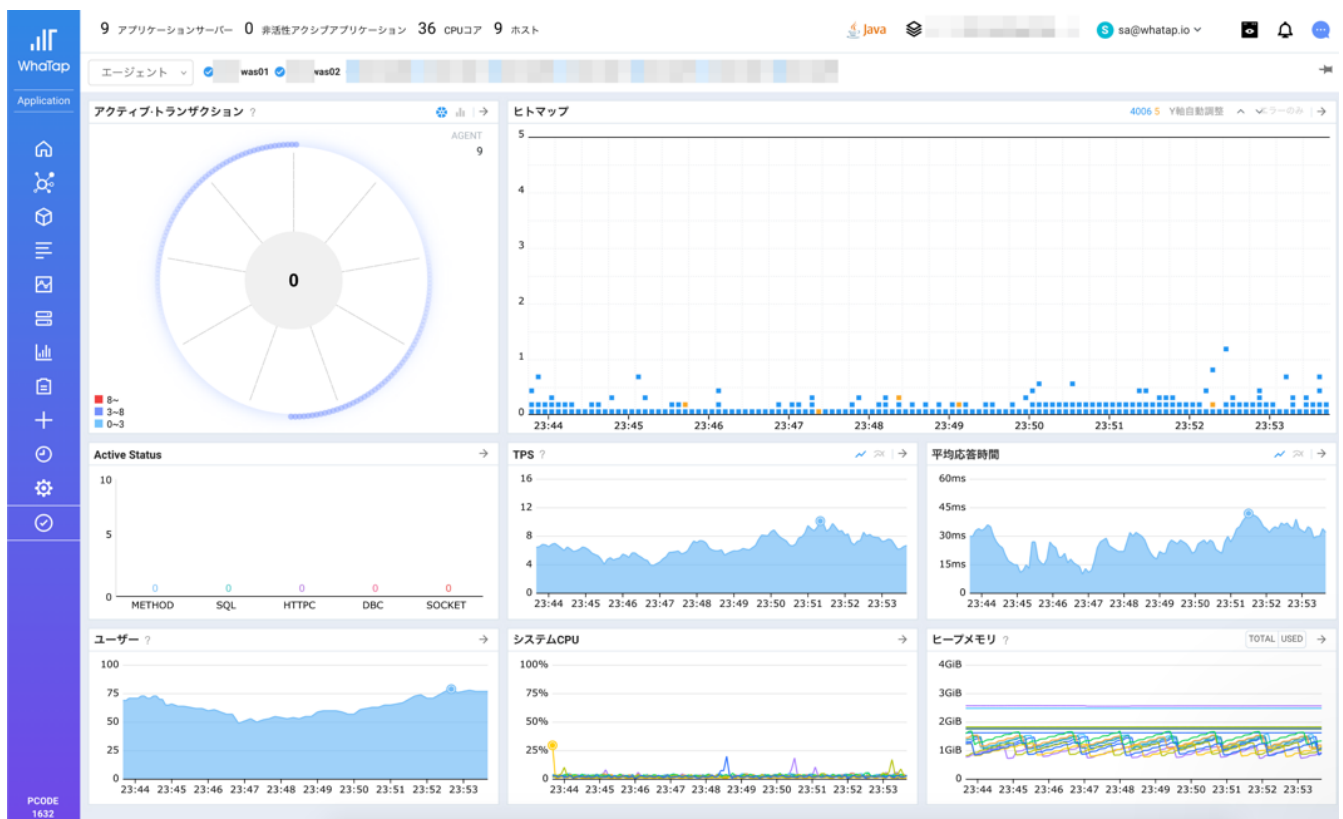 WhaTap
Application
PCODE
1632
9 アプリケーションサーバー 0 非活性アクシブアプリケーション 36 CPUコア 9 ホスト
Java
S sa@whatap.io
エージェント
was01
was02
アクティブ·トランザクション ?
AGENT
9
0
8~
3~8
0~3
ヒトマップ
4006 5 Y軸自動調整 エラーのみ
5
4
3
2
1
0
23:44 23:45 23:46 23:47 23:48 23:49 23:50 23:51 23:52 23:53
Active Status
10
5
0
0 0 0 0 0
METHOD SQL HTTPC DBC SOCKET
TPS ?
16
12
8
4
0
23:44 23:45 23:46 23:47 23:48 23:49 23:50 23:51 23:52 23:53
平均応答時間
60ms
45ms
30ms
15ms
0
23:44 23:45 23:46 23:47 23:48 23:49 23:50 23:51 23:52 23:53
ユーザー ?
100
75
50
25
0
23:44 23:45 23:46 23:47 23:48 23:49 23:50 23:51 23:52 23:53
システムCPU
100%
75%
50%
25%
0
23:44 23:45 23:46 23:47 23:48 23:49 23:50 23:51 23:52 23:53
ヒープメモリ ?
TOTAL USED
4GiB
3GiB
2GiB
1GiB
0
23:44 23:45 23:46 23:47 23:48 23:49 23:50 23:51 23:52 23:53